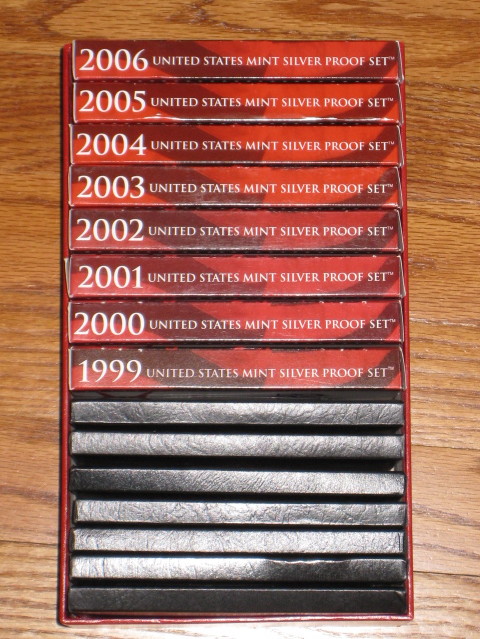 2006 UNITED STATES MINT SILVER PROOF SET™
2005 UNITED STATES MINT SILVER PROOF SET™
2004 UNITED STATES MINT SILVER PROOF SET™
2003 UNITED STATES MINT SILVER PROOF SET™
2002 UNITED STATES MINT SILVER PROOF SET™
2001 UNITED STATES MINT SILVER PROOF SET™
2000 UNITED STATES MINT SILVER PROOF SET™
1999 UNITED STATES MINT SILVER PROOF SET™